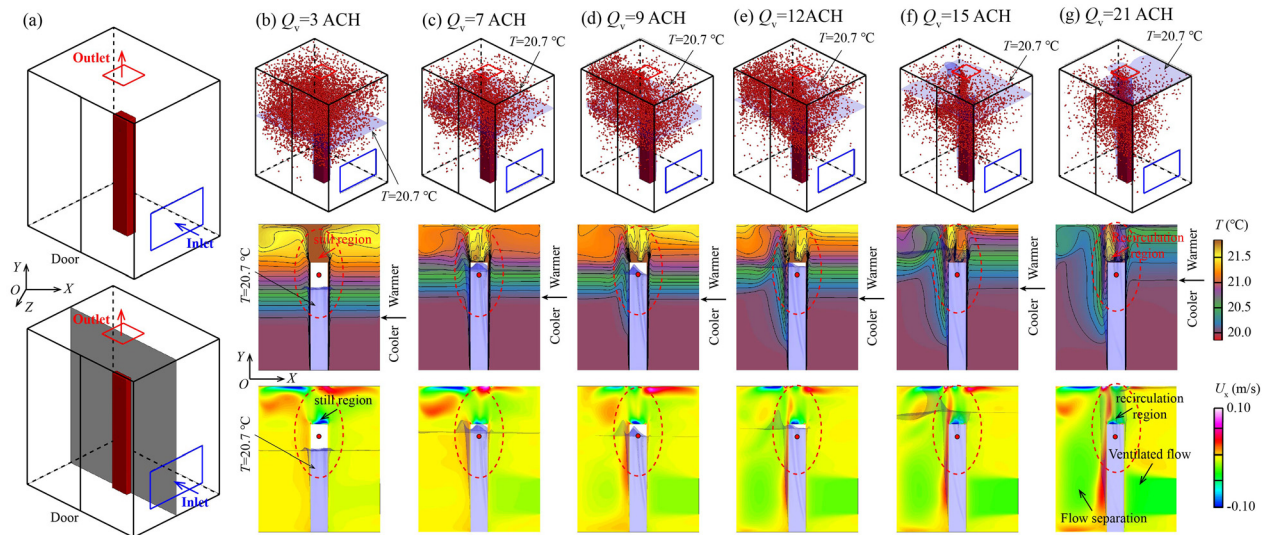 (a)
(b) Qv=3 ACH
(c) Qv=7 ACH
(d) Qv=9 ACH
(e) Qv=12ACH
(f) Qv=15 ACH
(g) Qv=21 ACH
Outlet
Inlet
Door
Y
O
X
Z
T=20.7 °C
T=20.7 °C
T=20.7 °C
T=20.7 °C
T=20.7 °C
T=20.7 °C
still region
T=20.7 °C
Warmer
Cooler
Warmer
Cooler
Warmer
Cooler
Warmer
Cooler
Warmer
Cooler
recirculation
region
Warmer
Cooler
T (°C)
21.5
21.0
20.5
20.0
Y
O
X
Outlet
Inlet
Door
still region
T=20.7 °C
recirculation
region
Ventilated flow
Flow separation
Ux (m/s)
0.10
-0.10